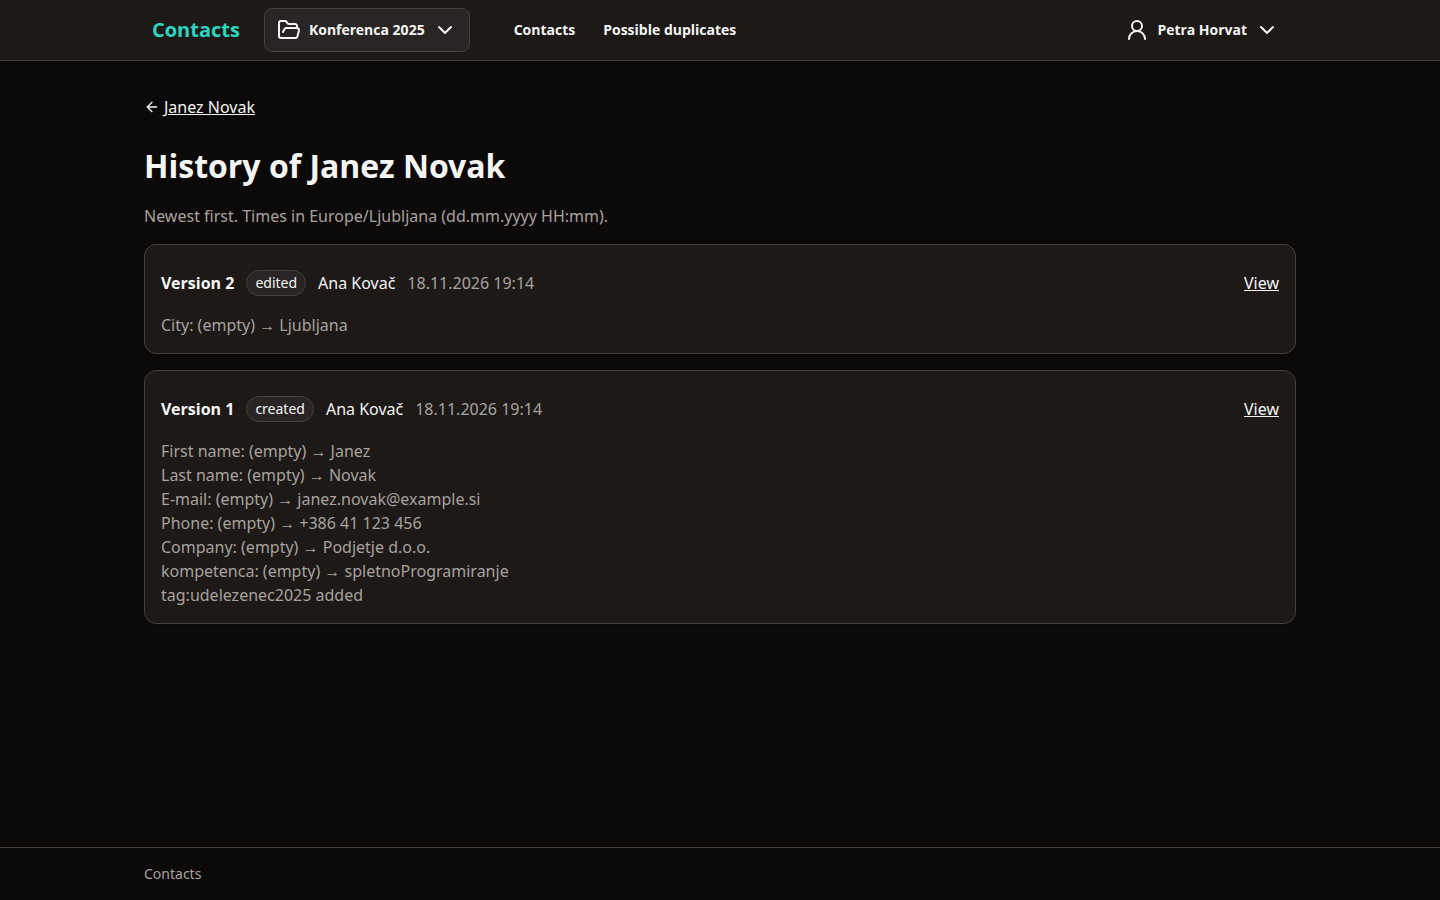 Contacts
Konferenca 2025
Contacts
Possible duplicates
Petra Horvat
← Janez Novak
History of Janez Novak
Newest first. Times in Europe/Ljubljana (dd.mm.yyyy HH:mm).
Version 2 edited Ana Kovač 18.11.2026 19:14 View
City: (empty) → Ljubljana
Version 1 created Ana Kovač 18.11.2026 19:14 View
First name: (empty) → Janez
Last name: (empty) → Novak
E-mail: (empty) → janez.novak@example.si
Phone: (empty) → +386 41 123 456
Company: (empty) → Podjetje d.o.o.
kompetenca: (empty) → spletnoProgramiranje
tag:udelezenec2025 added
Contacts